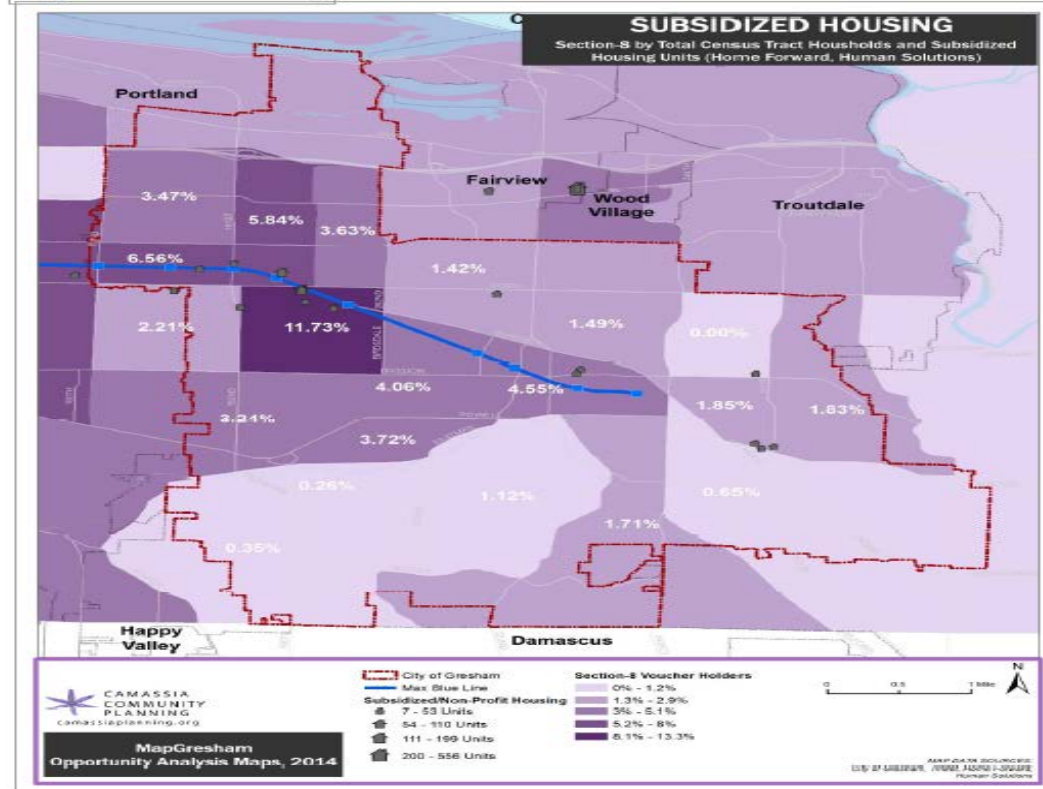 SUBSIDIZED HOUSING
Section-8 by Total Census Tract Housholds and Subsidized
Housing Units (Home Forward, Human Solutions)
Portland
Fairview
Wood
Village
Troutdale
3.47%
5.84%
3.63%
6.56%
1.42%
2.21%
11.73%
1.49%
0.00%
4.06%
4.55%
1.85%
1.83%
3.24%
3.72%
0.26%
1.12%
0.65%
1.71%
0.35%
Happy
Valley
Damascus
CAMASSIA
COMMUNITY
PLANNING
camassiaplanning.org
MapGresham
Opportunity Analysis Maps, 2014
City of Gresham
Max Blue Line
Subsidized/Non-Profit Housing
7 - 53 Units
54 - 110 Units
111 - 199 Units
200 - 556 Units
Section-8 Voucher Holders
0% - 1.2%
1.3% - 2.9%
3% - 5.1%
5.2% - 8%
8.1% - 13.3%
0 0.5 1 Mile
N
MAP DATA SOURCES:
Human Solutions